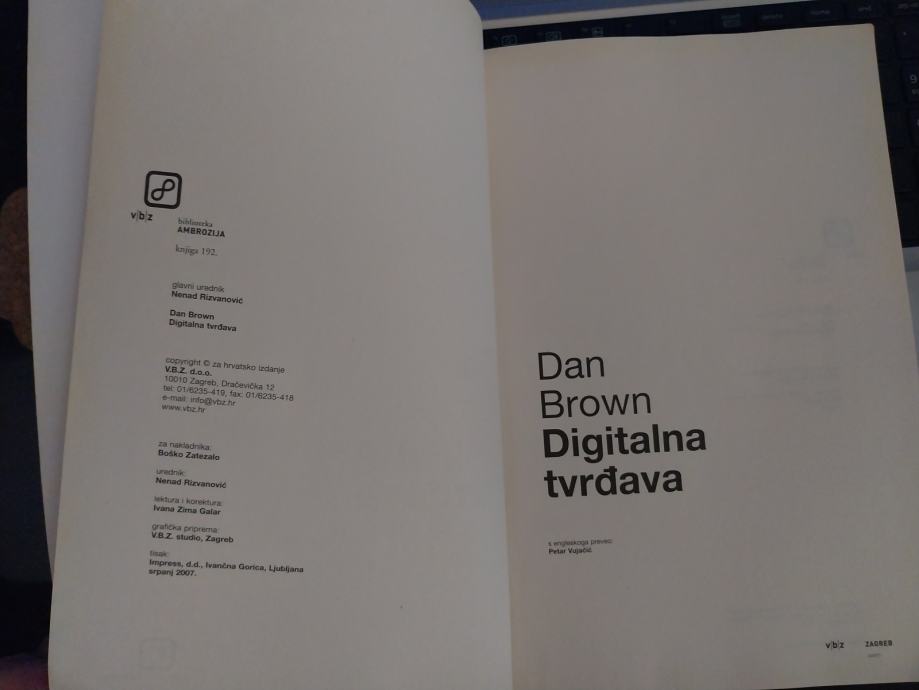 v|b|z
biblioteka
AMBROZIJA
knjiga 192.
glavni urednik
Nenad Rizvanović
Dan Brown
Digitalna tvrđava
copyright © za hrvatsko izdanje
V.B.Z. d.o.o.
10010 Zagreb, Dračevička 12
tel: 01/6235-419, fax: 01/6235-418
e-mail: info@vbz.hr
www.vbz.hr
za nakladnika:
Boško Zatezalo
urednik:
Nenad Rizvanović
lektura i korektura:
Ivana Zima Galar
grafička priprema:
V.B.Z. studio, Zagreb
tisak:
Impress, d.d., Ivančna Gorica, Ljubljana
srpanj 2007.
Dan
Brown
Digitalna
tvrđava
s engleskoga preveo:
Petar Vujačić
v|b|z ZAGREB